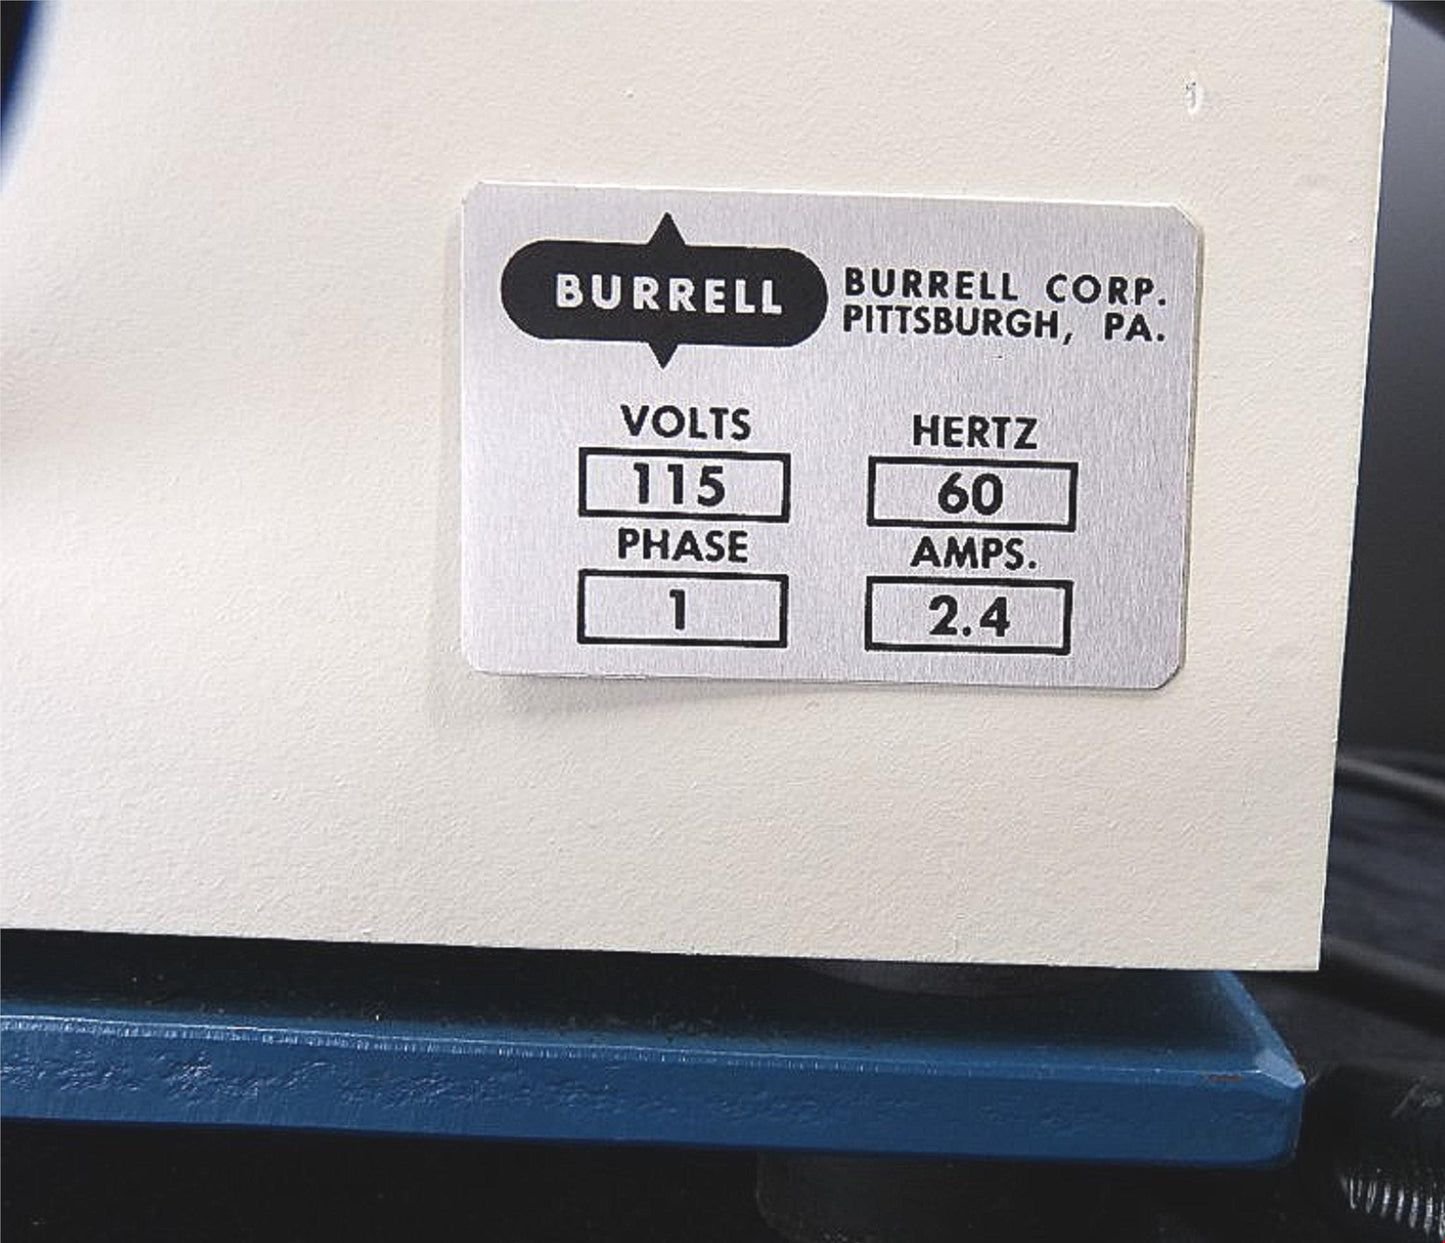 BURRELL
BURRELL CORP.
PITTSBURGH, PA.
VOLTS HERTZ
115 60
PHASE AMPS.
1 2.4